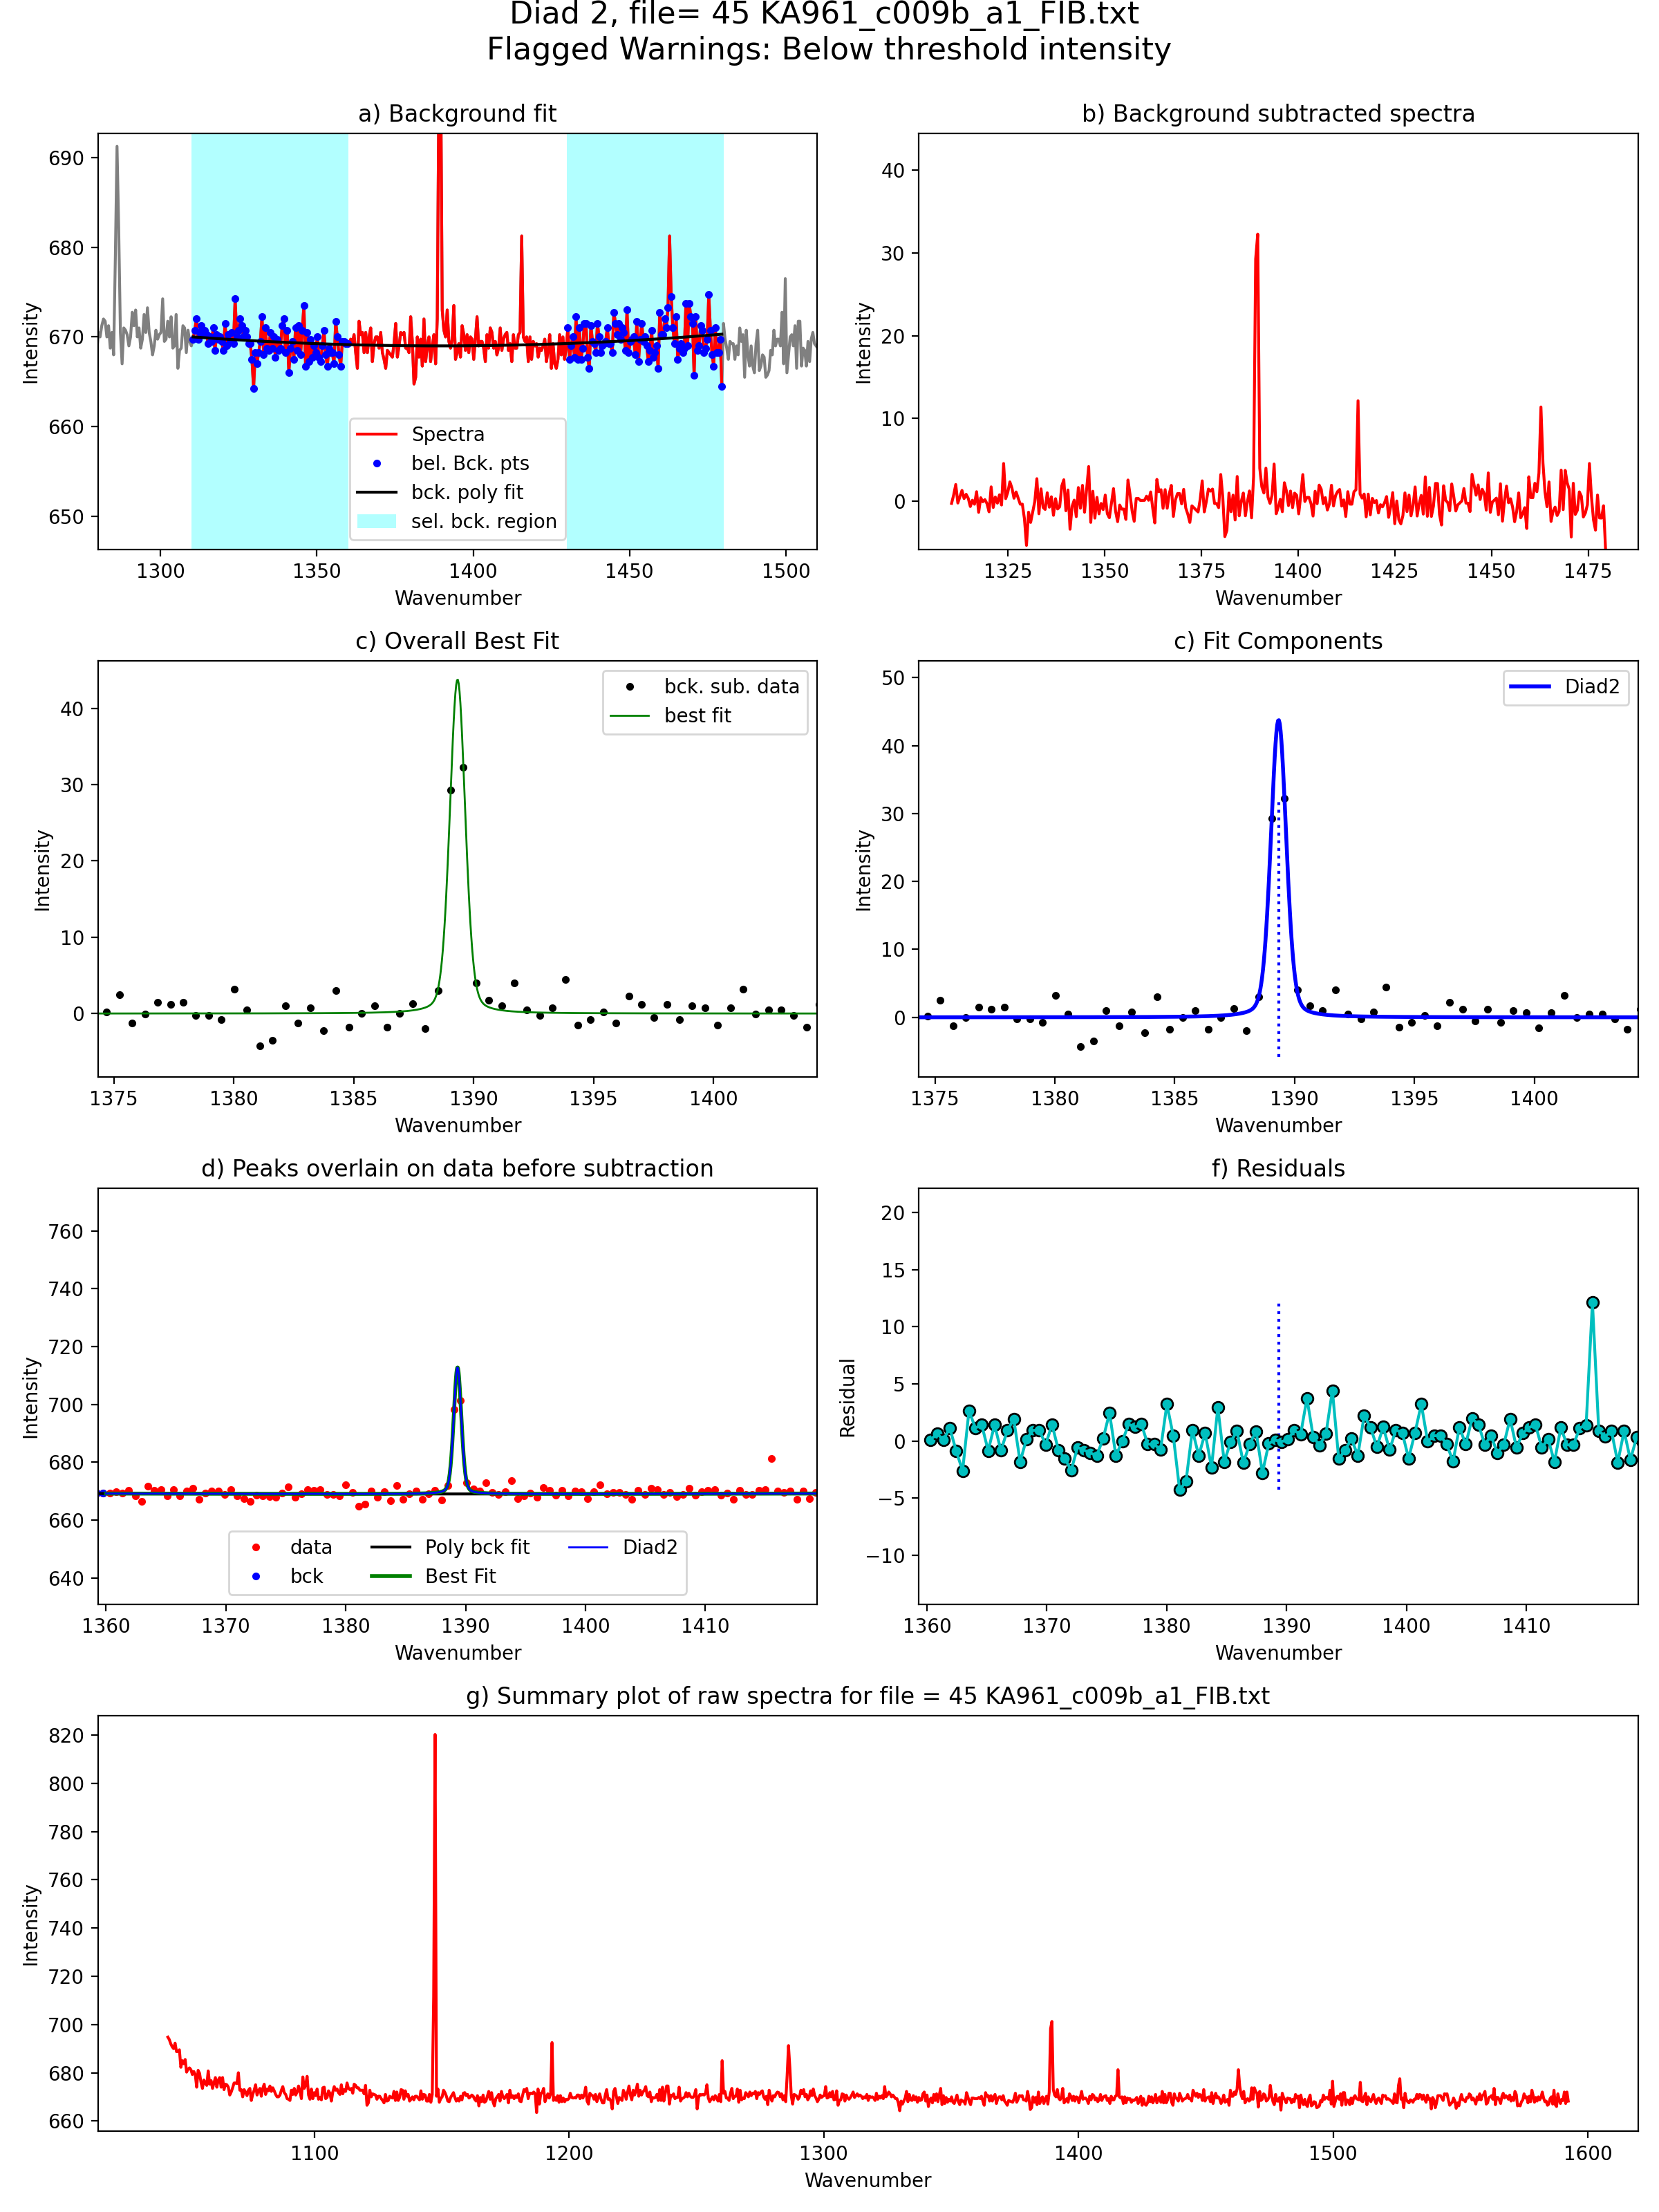 Diad 2, file= 45 KA961_c009b_a1_FIB.txt
Flagged Warnings: Below threshold intensity
a) Background fit
690
680
670
660
650
Intensity
1300 1350 1400 1450 1500
Wavenumber
Spectra
bel. Bck. pts
bck. poly fit
sel. bck. region
b) Background subtracted spectra
40
30
20
10
0
Intensity
1325 1350 1375 1400 1425 1450 1475
Wavenumber
c) Overall Best Fit
40
30
20
10
0
Intensity
1375 1380 1385 1390 1395 1400
Wavenumber
bck. sub. data
best fit
c) Fit Components
50
40
30
20
10
0
Intensity
1375 1380 1385 1390 1395 1400
Wavenumber
Diad2
d) Peaks overlain on data before subtraction
760
740
720
700
680
660
640
Intensity
1360 1370 1380 1390 1400 1410
Wavenumber
data Poly bck fit Diad2
bck Best Fit
f) Residuals
20
15
10
5
0
−5
−10
Residual
1360 1370 1380 1390 1400 1410
Wavenumber
g) Summary plot of raw spectra for file = 45 KA961_c009b_a1_FIB.txt
820
800
780
760
740
720
700
680
660
Intensity
1100 1200 1300 1400 1500 1600
Wavenumber